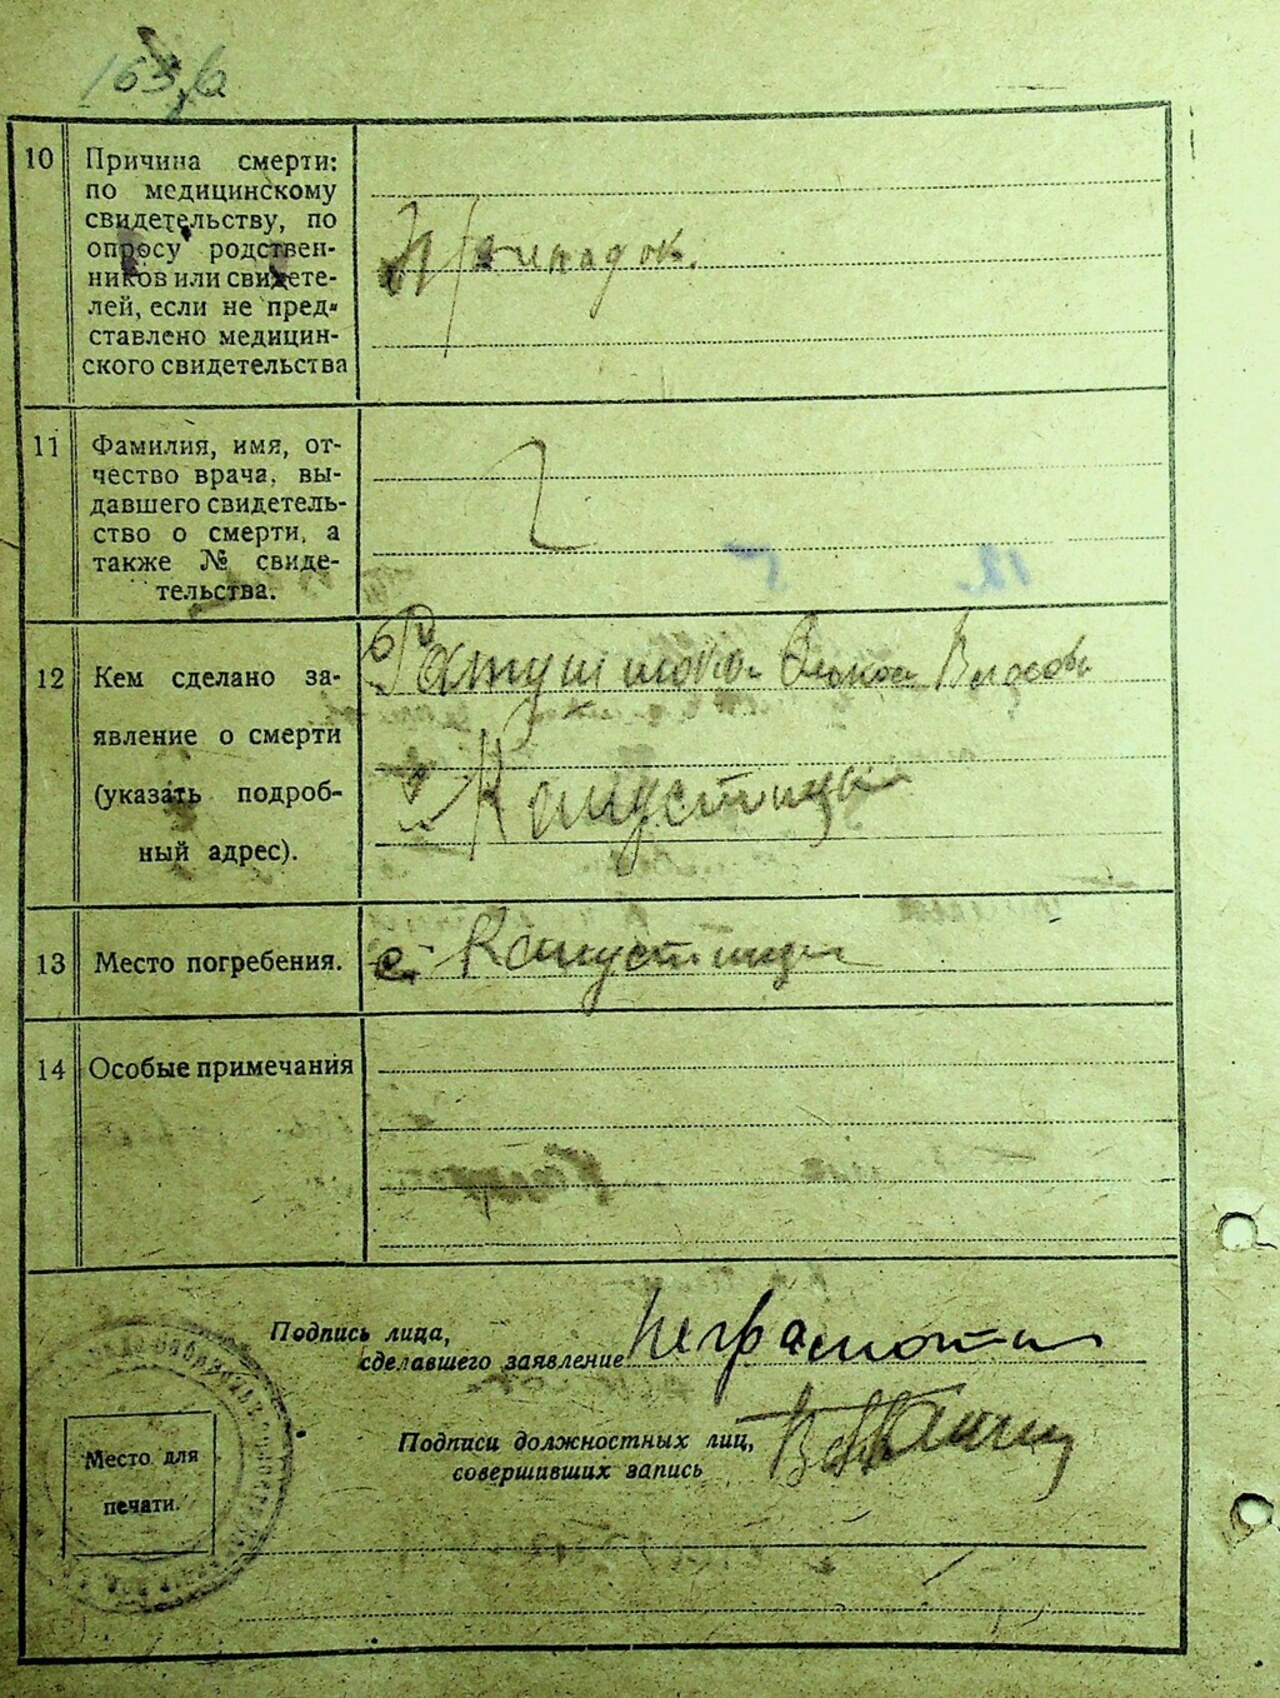 10 Причина смерти:
по медицинскому
свидетельству, по
опросу родствен-
ников или свидете-
лей, если не пред-
ставлено медицин-
ского свидетельства
Припадок.
11 Фамилия, имя, от-
чество врача, вы-
давшего свидетель-
ство о смерти, а
также № свиде-
тельства.
12 Кем сделано за-
явление о смерти
(указать подроб-
ный адрес).
13 Место погребения.
с. Капустинцы
14 Особые примечания
Подпись лица,
сделавшего заявление неграмотн
Подписи должностных лиц,
совершивших запись
Место для
печати.